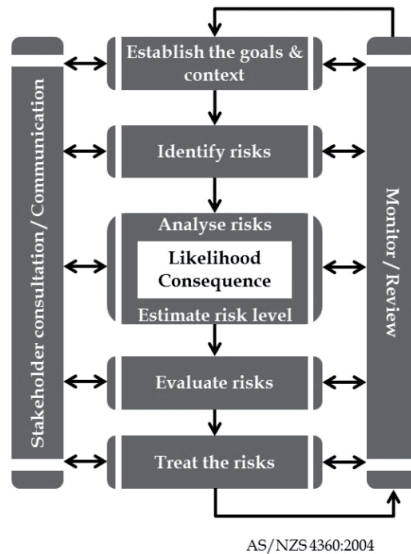 Establish the goals &
context
Stakeholder consultation/ Communication
Identify risks
Monitor / Review
Analyse risks
Likelihood
Consequence
Estimate risk level
Evaluate risks
Treat the risks
AS/NZS 4360:2004